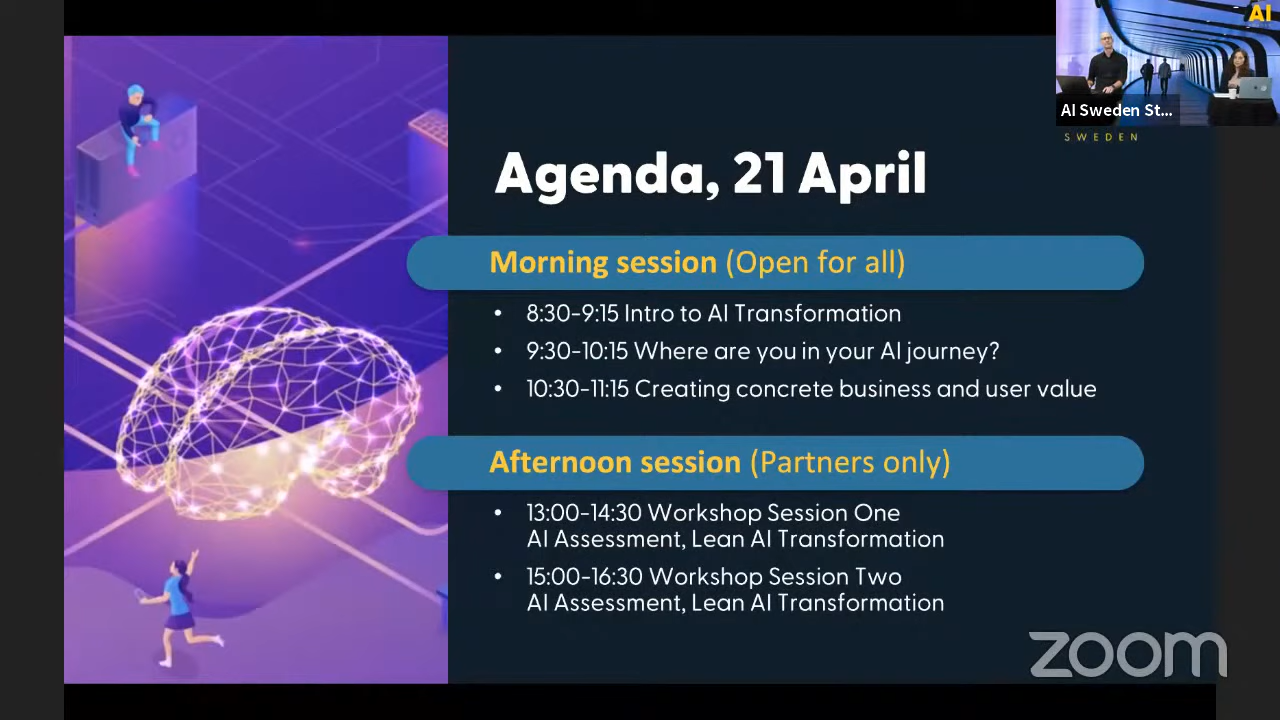 AI
AI Sweden St...
SWEDEN
Agenda, 21 April
Morning session (Open for all)
• 8:30-9:15 Intro to AI Transformation
• 9:30-10:15 Where are you in your AI journey?
• 10:30-11:15 Creating concrete business and user value
Afternoon session (Partners only)
• 13:00-14:30 Workshop Session One
AI Assessment, Lean AI Transformation
• 15:00-16:30 Workshop Session Two
AI Assessment, Lean AI Transformation
zoom